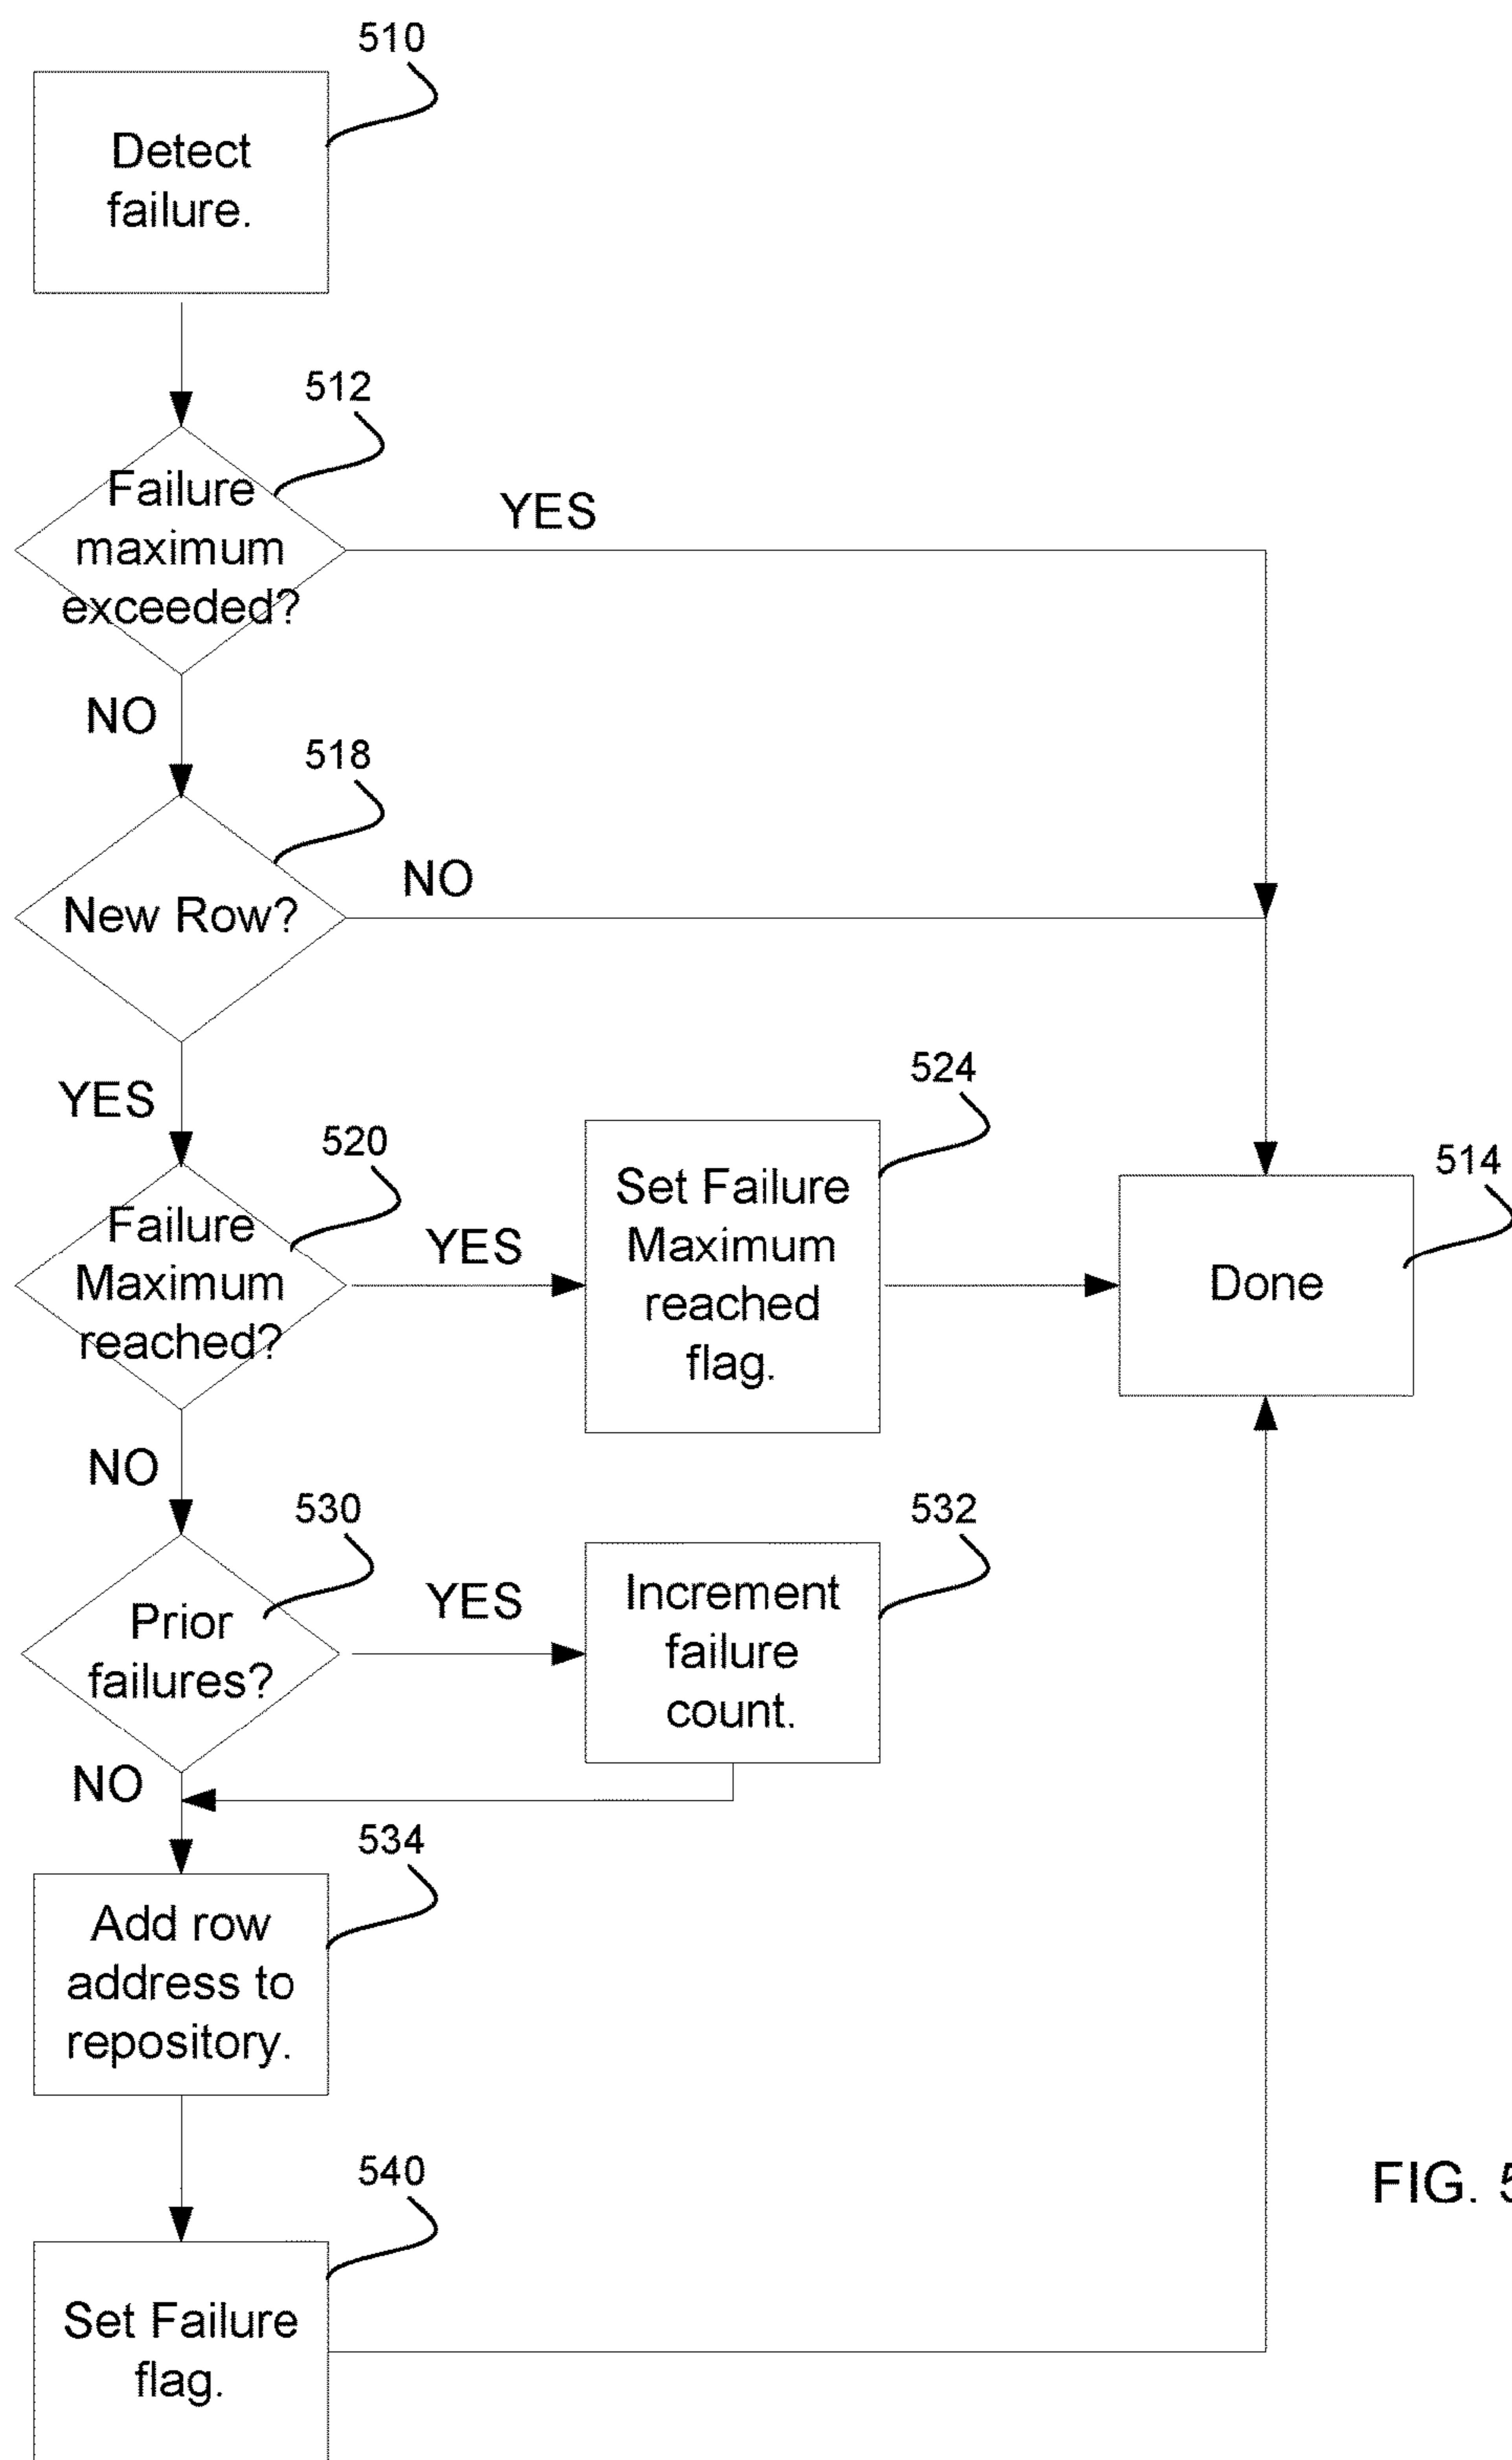 510
Detect
failure.
512
Failure
maximum
exceeded?
YES
NO
518
New Row?
NO
YES
520
Failure
Maximum
reached?
YES
524
Set Failure
Maximum
reached
flag.
514
Done
NO
530
Prior
failures?
YES
532
Increment
failure
count.
NO
534
Add row
address to
repository.
540
Set Failure
flag.
FIG. 5